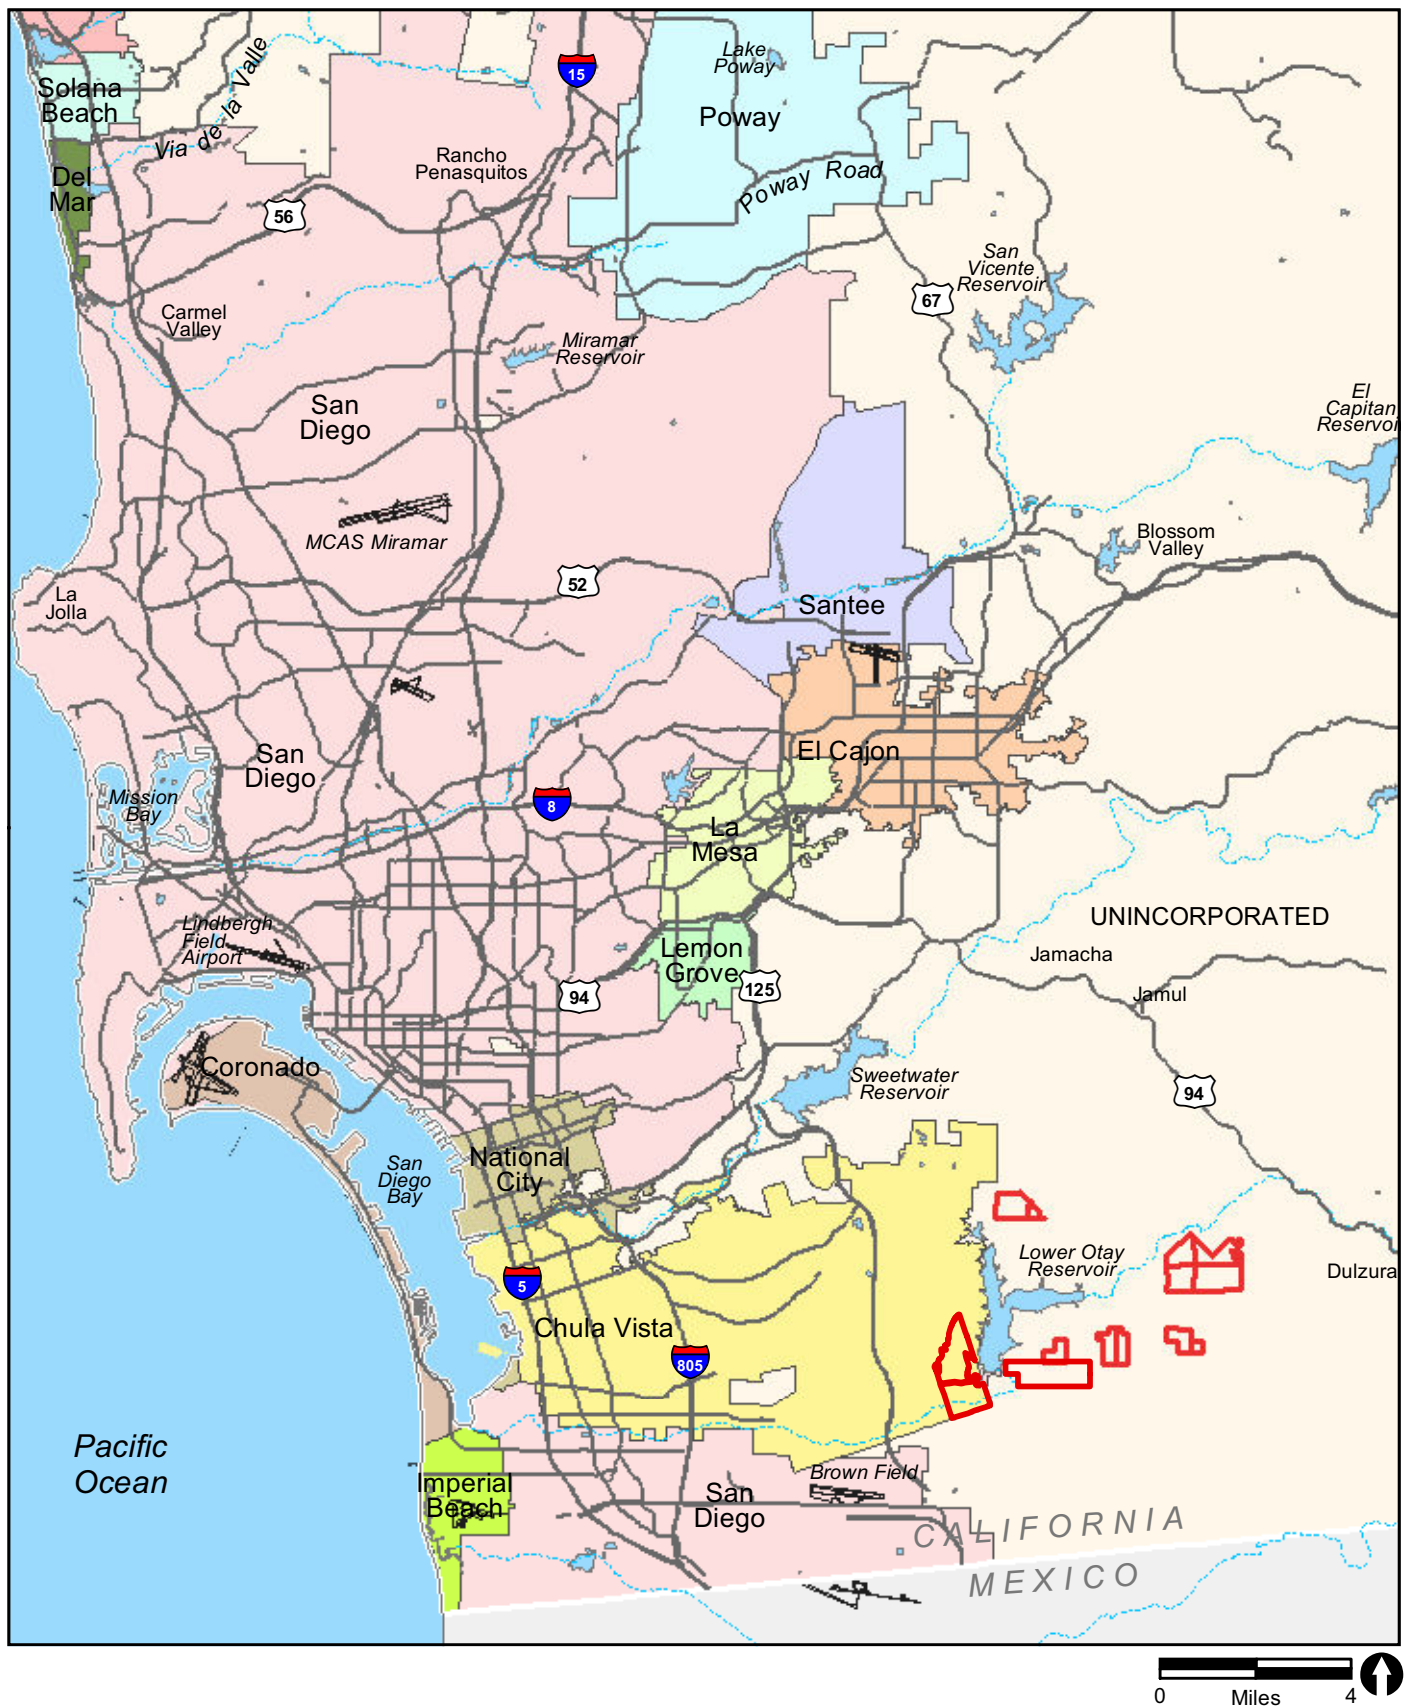 Solana
Beach
Via de la Valle
Del
Mar
15
Lake
Poway
Poway
Rancho
Penasquitos
Poway Road
56
San
Vicente
Reservoir
67
Carmel
Valley
Miramar
Reservoir
San
Diego
El
Capitan
MCAS Miramar
Blossom
Valley
52
La
Jolla
Santee
San
Diego
El Cajon
Mission
Bay
8
La
Mesa
UNINCORPORATED
Lindbergh
Field
Airport
Lemon
Grove
Jamacha
94
125
Jamul
Coronado
Sweetwater
Reservoir
94
National
City
San
Diego
Bay
Lower Otay
Reservoir
Dulzura
5
Chula Vista
805
Pacific
Ocean
Brown Field
Imperial
Beach
San
Diego
CALIFORNIA
MEXICO
0 Miles 4